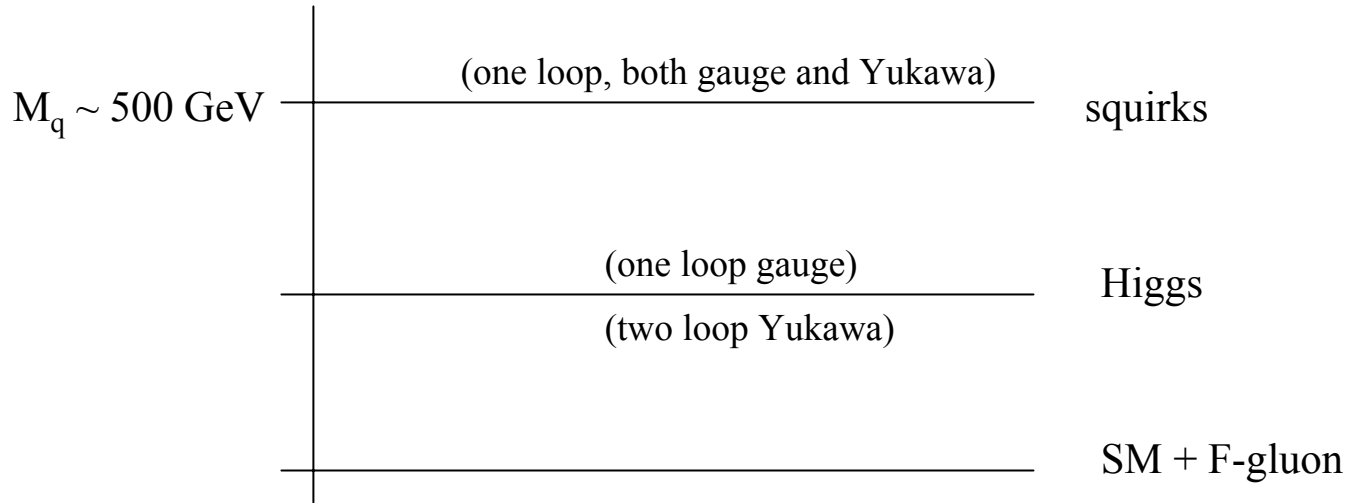 (one loop, both gauge and Yukawa)
M_q ~ 500 GeV
squirks
(one loop gauge)
Higgs
(two loop Yukawa)
SM + F-gluon